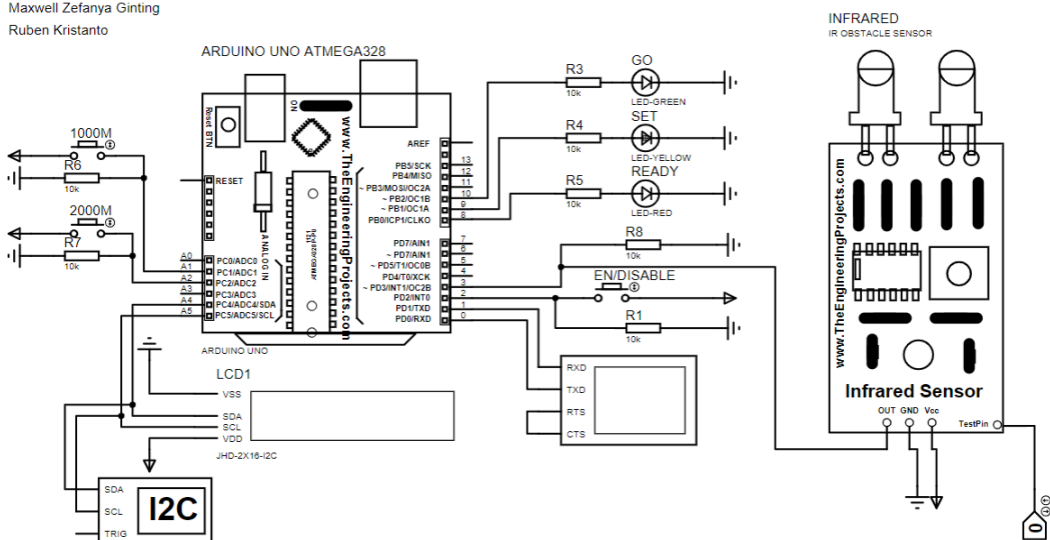 Maxwell Zefanya Ginting
Ruben Kristanto
INFRARED
IR OBSTACLE SENSOR
ARDUINO UNO ATMEGA328
ON
Reset BTN
www.TheEngineeringProjects.com
RESET
ANALOG IN
AREF
13
PB5/SCK
12
PB4/MISO
11
~ PB3/MOSI/OC2A
10
~ PB2/OC1B
9
~ PB1/OC1A
8
PB0/ICP1/CLKO
7
PD7/AIN1
6
~ PD7/AIN1
5
~ PD5/T1/OC0B
4
PD4/T0/XCK
3
~ PD3/INT1/OC2B
2
PD2/INT0
1
PD1/TXD
0
PD0/RXD
A0
PC0/ADC0
A1
PC1/ADC1
A2
PC2/ADC2
A3
PC3/ADC3
A4
PC4/ADC4/SDA
A5
PC5/ADC5/SCL
ARDUINO UNO
1000M
R6
10k
2000M
R7
10k
R3
10k
GO
LED-GREEN
R4
10k
SET
LED-YELLOW
R5
10k
READY
LED-RED
R8
10k
EN/DISABLE
R1
10k
LCD1
VSS
SDA
SCL
VDD
JHD-2X16-I2C
SDA
SCL
TRIG
I2C
RXD
TXD
RTS
CTS
www.TheEngineeringProjects.com
Infrared Sensor
OUT GND Vcc
TestPin
0